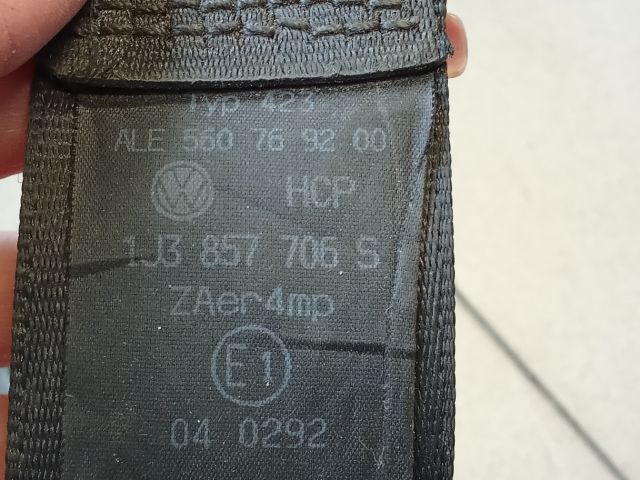 Typ 423
ALE 560 76 92 00
HCP
1J3 857 706 S
ZAer4mp
E1
04 0292